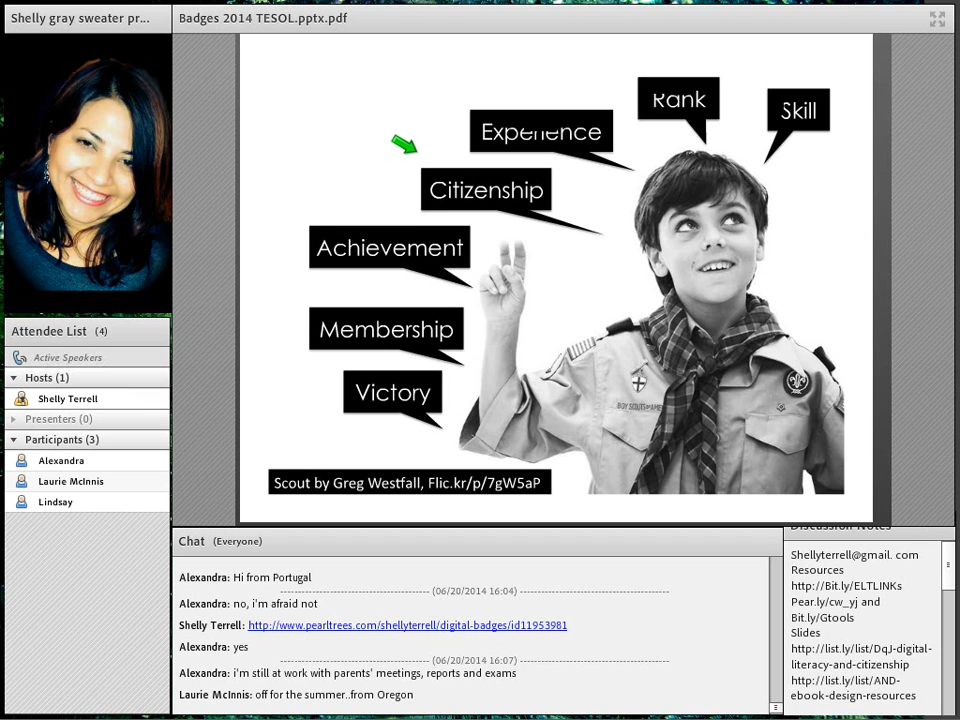 Shelly gray sweater pr...
Badges 2014 TESOL.pptx.pdf
Rank
Skill
Experience
Citizenship
Achievement
Membership
Victory
BOY SCOUTS OF AMERICA
Scout by Greg Westfall, Flic.kr/p/7gW5aP
Attendee List (4)
Active Speakers
Hosts (1)
Shelly Terrell
Presenters (0)
Participants (3)
Alexandra
Laurie McInnis
Lindsay
Chat (Everyone)
Alexandra: Hi from Portugal
(06/20/2014 16:04)
Alexandra: no, i'm afraid not
Shelly Terrell: http://www.pearltrees.com/shellyterrell/digital-badges/id11953981
Alexandra: yes
(06/20/2014 16:07)
Alexandra: i'm still at work with parents' meetings, reports and exams
Laurie McInnis: off for the summer..from Oregon
Discussion Notes
Shellyterrell@gmail. com
Resources
http://Bit.ly/ELTLINKs
Pear.ly/cw_yj and
Bit.ly/Gtools
Slides
http://list.ly/list/DqJ-digital-
literacy-and-citizenship
http://list.ly/list/AND-
ebook-design-resources